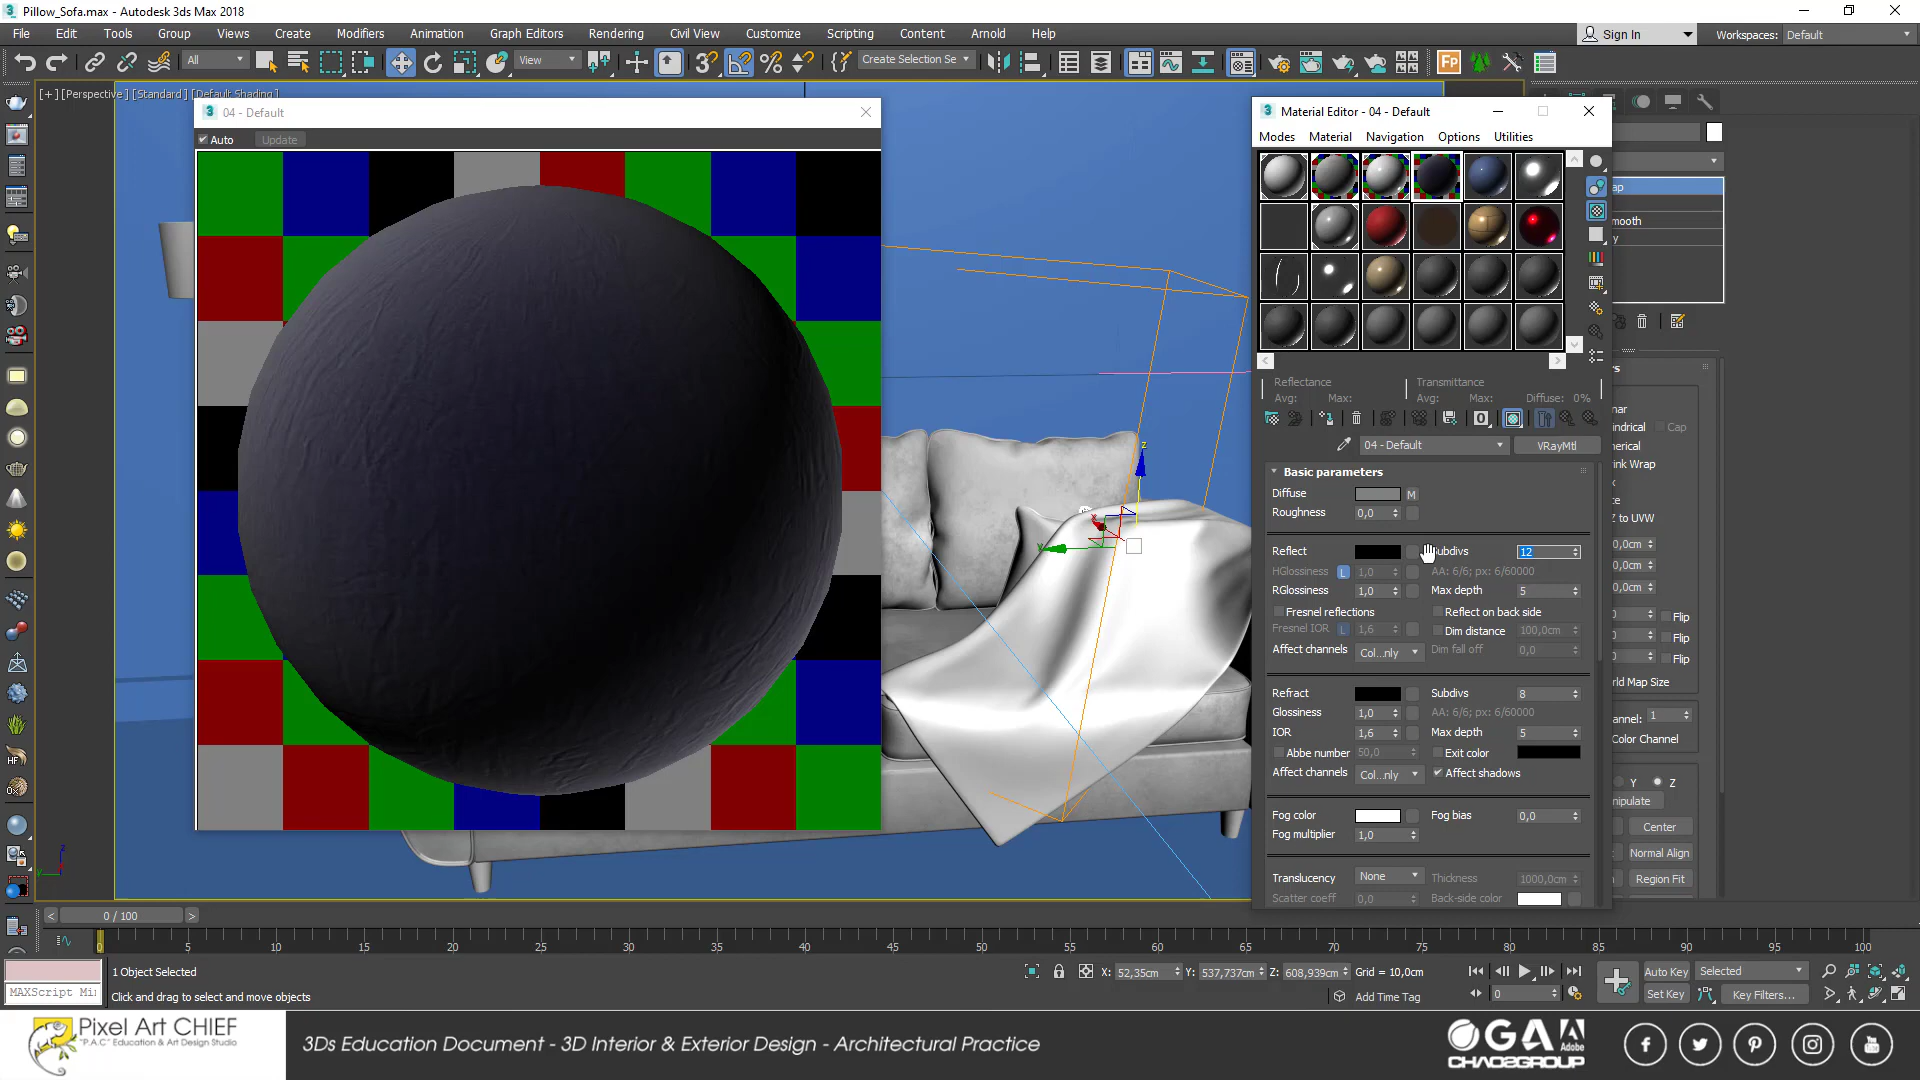 Pillow_Sofa.max - Autodesk 3ds Max 2018
File Edit Tools Group Views Create Modifiers Animation Graph Editors Rendering Civil View Customize Scripting Content Arnold Help
Sign In Workspaces: Default
All View Create Selection Se
[+] [Perspective] [Standard] [Default Shading]
04 - Default
Auto Update
Material Editor - 04 - Default
Modes Material Navigation Options Utilities
Reflectance Transmittance
Avg: Max: Avg: Max: Diffuse: 0%
04 - Default VRayMtl
Basic parameters
Diffuse M
Roughness 0,0
Reflect Subdivs 12
HGlossiness L 1,0 AA: 6/6; px: 6/60000
RGlossiness 1,0 Max depth 5
Fresnel reflections Reflect on back side
Fresnel IOR L 1,6 Dim distance 100,0cm
Affect channels Col...nly Dim fall off 0,0
Refract Subdivs 8
Glossiness 1,0 AA: 6/6; px: 6/60000
IOR 1,6 Max depth 5
Abbe number 50,0 Exit color
Affect channels Col...nly Affect shadows
Fog color Fog bias 0,0
Fog multiplier 1,0
Translucency None Thickness 1000,0cm
Scatter coeff 0,0 Back-side color
ap
mooth
y
rs
nar
indrical Cap
herical
ink Wrap
Z to UVW
0,0cm
0,0cm
0,0cm
Flip
Flip
Flip
rld Map Size
annel: 1
Color Channel
Y Z
nipulate
Center
Normal Align
Region Fit
x y z
0 / 100
0 5 10 15 20 25 30 35 40 45 50 55 60 65 70 75 80 85 90 95 100
1 Object Selected
X: 52,35cm Y: 537,737cm Z: 608,939cm Grid = 10,0cm
Auto Key Selected
MAXScript Mi
Click and drag to select and move objects
Add Time Tag
0
Set Key Key Filters...
Pixel Art CHIEF
"P.A.C" Education & Art Design Studio
3Ds Education Document - 3D Interior & Exterior Design - Architectural Practice
GA Adobe
CHAOSGROUP